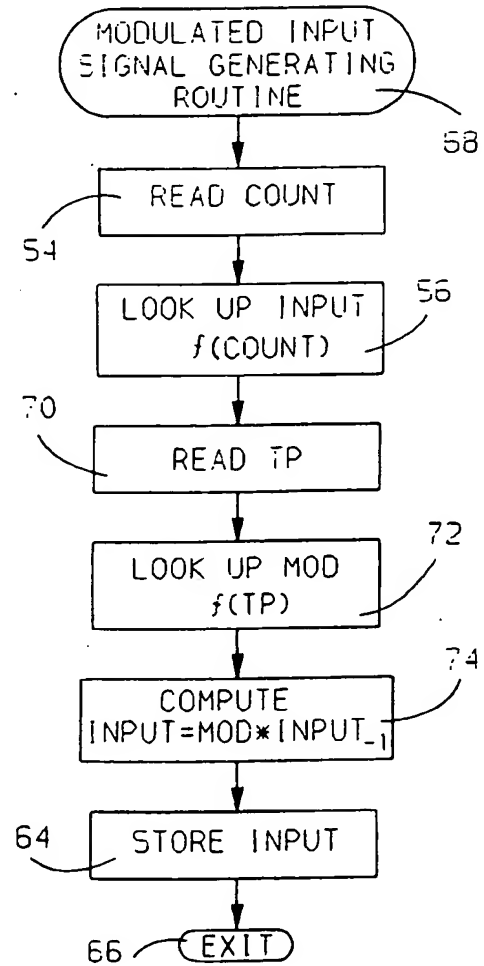 MODULATED INPUT
SIGNAL GENERATING
ROUTINE
68
READ COUNT
54
LOOK UP INPUT
f(COUNT)
56
70
READ TP
LOOK UP MOD
f(TP)
72
74
COMPUTE
INPUT=MOD*INPUT₋₁
64
STORE INPUT
66
EXIT